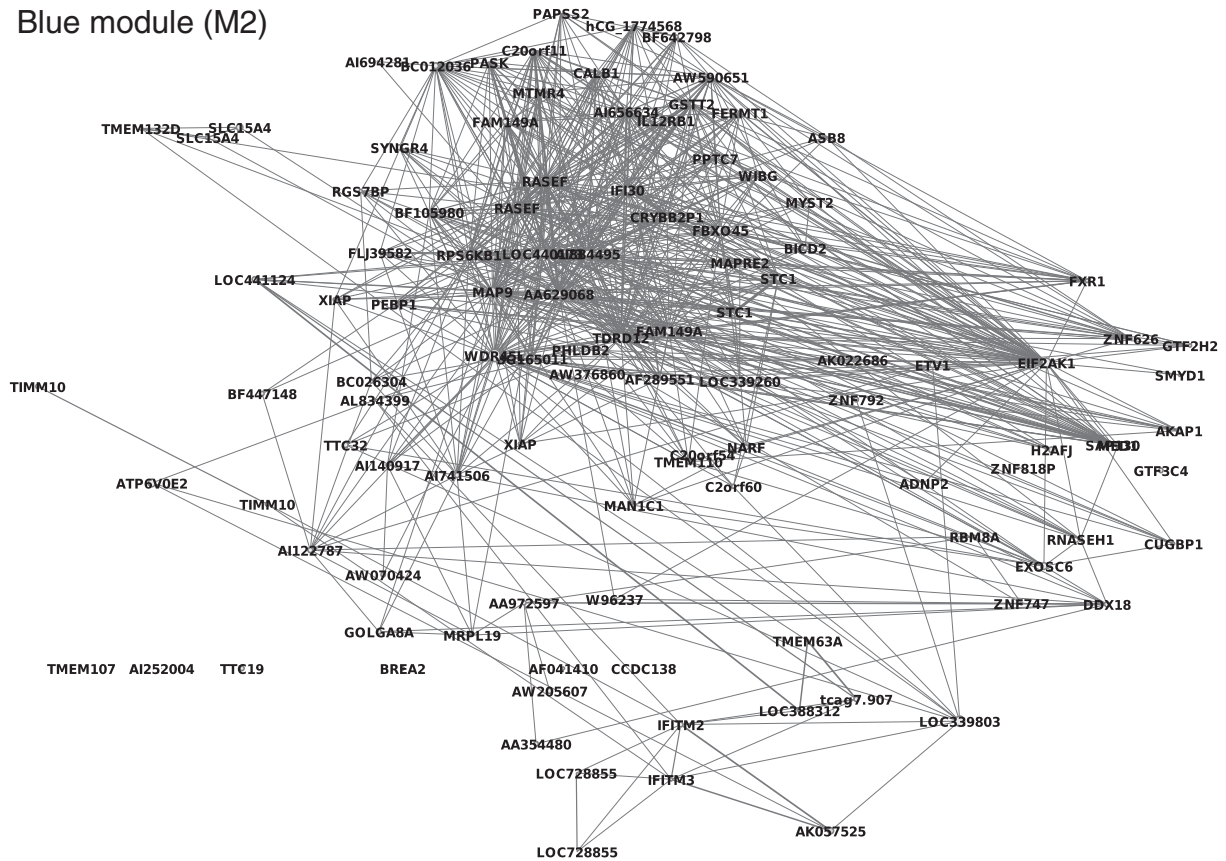 Blue module (M2)
PAPSS2
hCG_1774568
BF642798
C20orf11
AI694281
BC012036
PASK
CALB1
AW590651
MTMR4
GSTT2
AI656634
FERMT1
IL12RB1
FAM149A
TMEM132D
SLC15A4
SLC15A4
ASB8
SYNGR4
PPTC7
WIBG
RASEF
IFI30
RGS7BP
MYST2
RASEF
BF105980
CRYBB2P1
FBXO45
BICD2
FLJ39582
RPS6KB1
MAPRE2
LOC441124
STC1
FXR1
MAP9
AA629068
XIAP
PEBP1
STC1
FAM149A
TDRD12
ZNF626
GTF2H2
PHLDB2
WDR45L
AK022686
ETV1
EIF2AK1
AW376860
AF289551
LOC339260
SMYD1
BC026304
TIMM10
BF447148
AL834399
ZNF792
AKAP1
TTC32
XIAP
NARF
H2AFJ
C20orf54
TMEM110
AI140917
AI741506
ZNF818P
GTF3C4
ATP6V0E2
C2orf60
ADNP2
TIMM10
MAN1C1
RBM8A
RNASEH1
CUGBP1
AI122787
EXOSC6
AW070424
AA972597
W96237
ZNF747
DDX18
GOLGA8A
MRPL19
TMEM63A
TMEM107
AI252004
TTC19
BREA2
AF041410
CCDC138
AW205607
tcag7.907
LOC388312
IFITM2
LOC339803
AA354480
LOC728855
IFITM3
AK057525
LOC728855